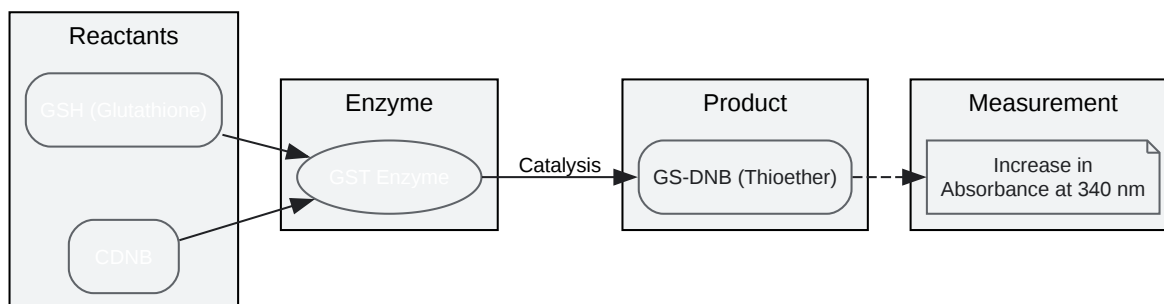 Reactants
GSH (Glutathione)
CDNB
Enzyme
GST Enzyme
Catalysis
Product
GS-DNB (Thioether)
Measurement
Increase in
Absorbance at 340 nm